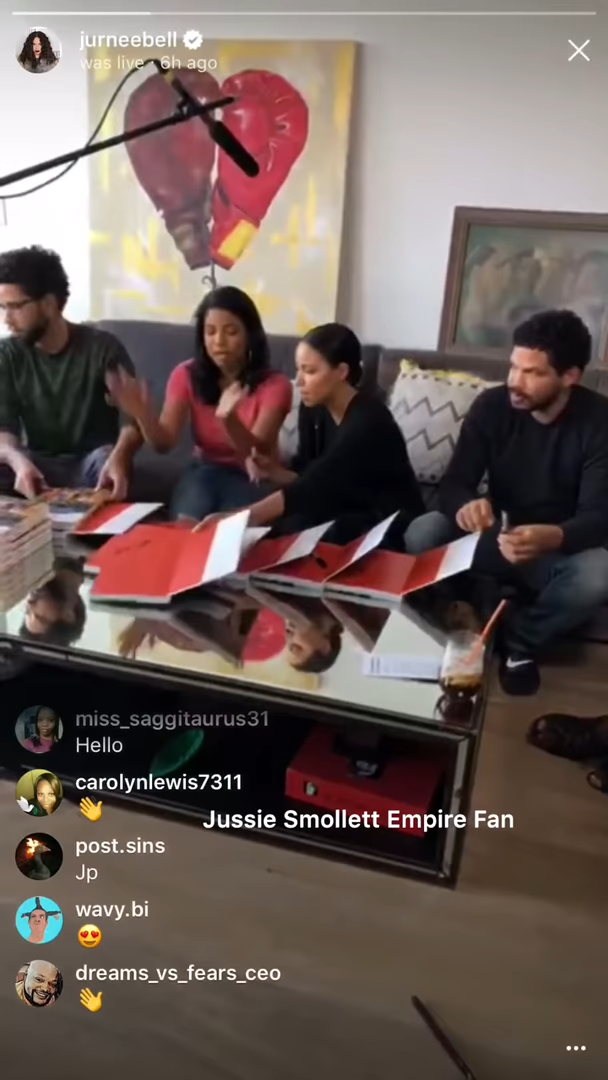 jurneebell
was live · 6h ago
miss_saggitaurus31
Hello
carolynlewis7311
👋
Jussie Smollett Empire Fan
post.sins
Jp
wavy.bi
😍
dreams_vs_fears_ceo
👋